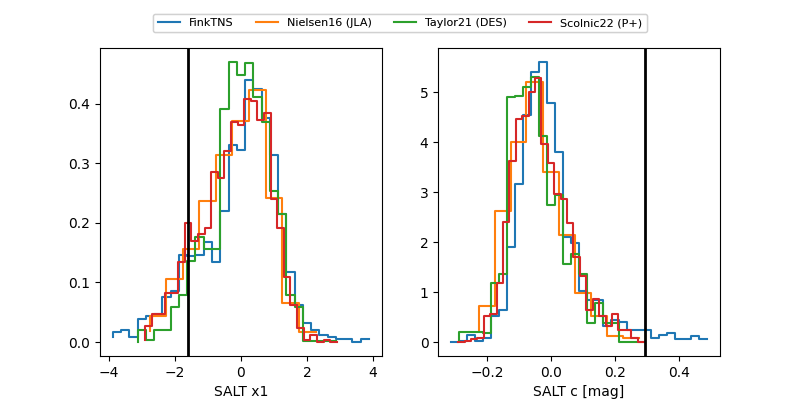 FinkTNS Nielsen16 (JLA) Taylor21 (DES) Scolnic22 (P+)
0.4
0.3
0.2
0.1
0.0
−4 −2 0 2 4
SALT x1
5
4
3
2
1
0
−0.2 0.0 0.2 0.4
SALT c [mag]